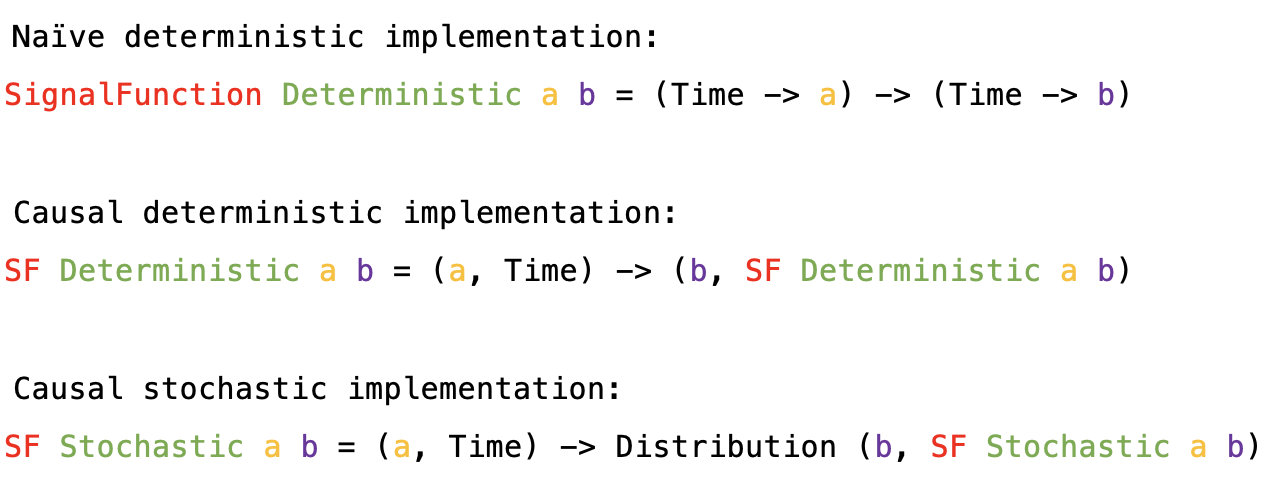 Naïve deterministic implementation:
SignalFunction Deterministic a b = (Time -> a) -> (Time -> b)
Causal deterministic implementation:
SF Deterministic a b = (a, Time) -> (b, SF Deterministic a b)
Causal stochastic implementation:
SF Stochastic a b = (a, Time) -> Distribution (b, SF Stochastic a b)